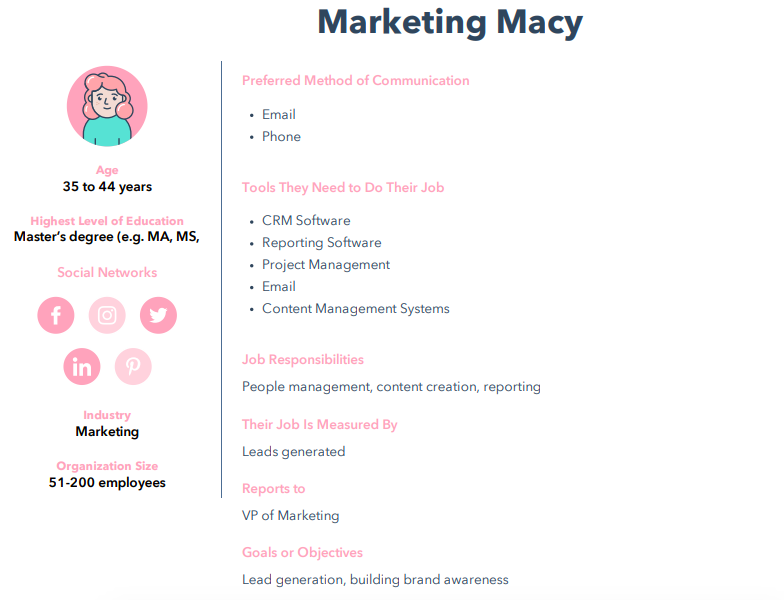 Marketing Macy
Age
35 to 44 years
Highest Level of Education
Master's degree (e.g. MA, MS,
Social Networks
f
in
Industry
Marketing
Organization Size
51-200 employees
Preferred Method of Communication
• Email
• Phone
Tools They Need to Do Their Job
• CRM Software
• Reporting Software
• Project Management
• Email
• Content Management Systems
Job Responsibilities
People management, content creation, reporting
Their Job Is Measured By
Leads generated
Reports to
VP of Marketing
Goals or Objectives
Lead generation, building brand awareness